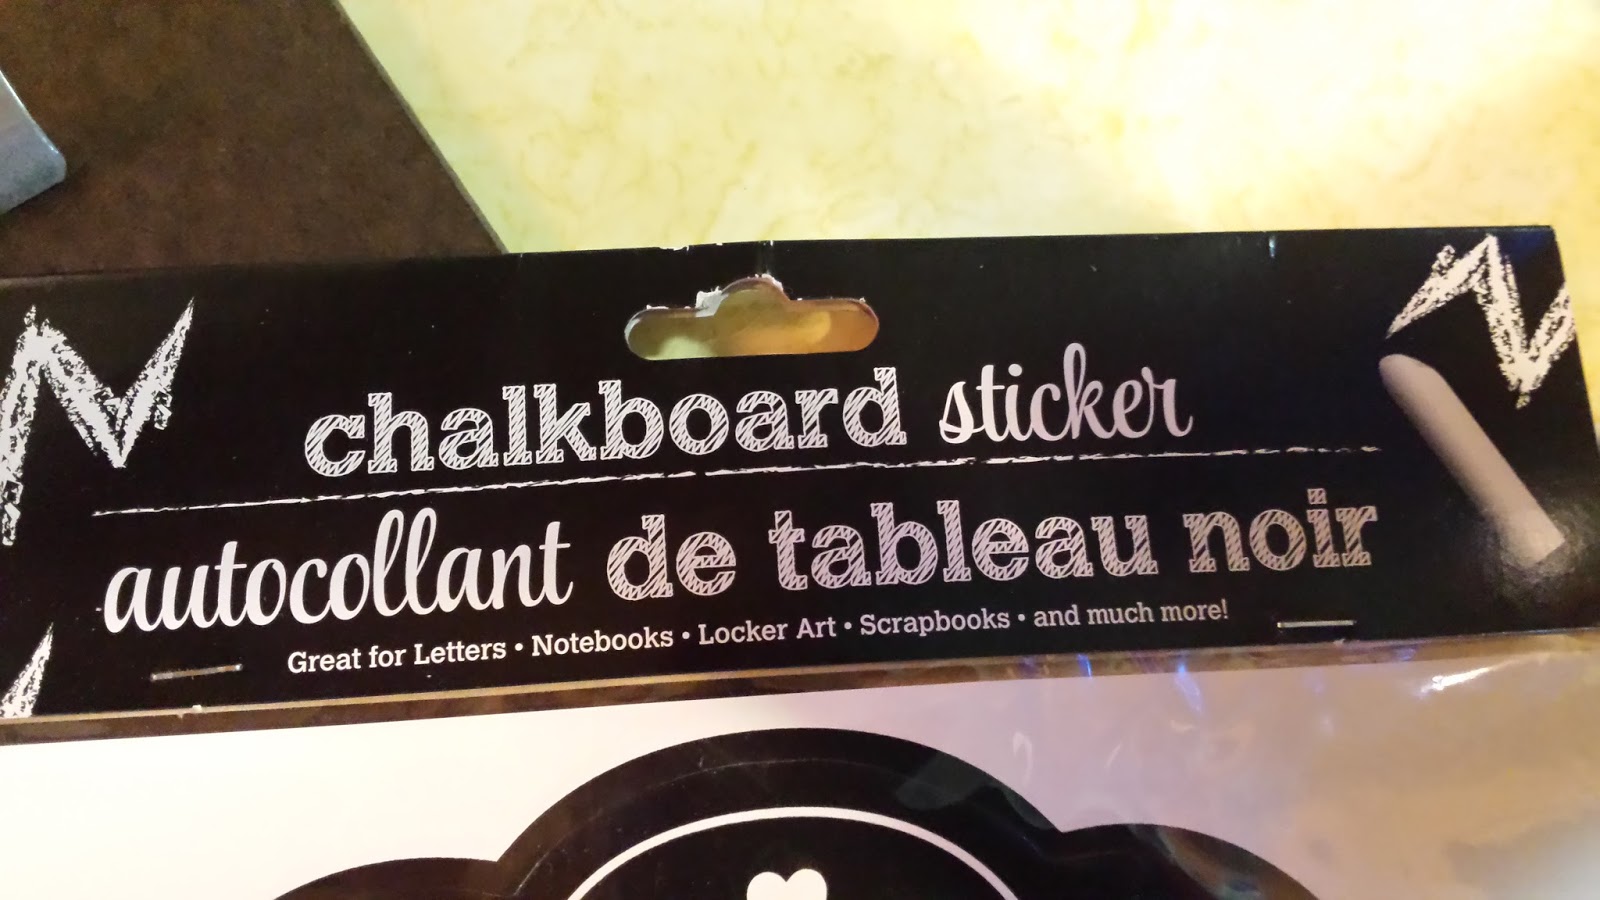 chalkboard sticker
autocollant de tableau noir
Great for Letters • Notebooks • Locker Art • Scrapbooks • and much more!